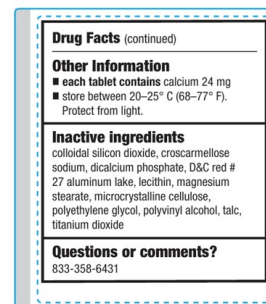 Drug Facts (continued)
Other Information
■ each tablet contains calcium 24 mg
■ store between 20–25° C (68–77° F).
Protect from light.
Inactive ingredients
colloidal silicon dioxide, croscarmellose
sodium, dicalcium phosphate, D&C red #
27 aluminum lake, lecithin, magnesium
stearate, microcrystalline cellulose,
polyethylene glycol, polyvinyl alcohol, talc,
titanium dioxide
Questions or comments?
833-358-6431